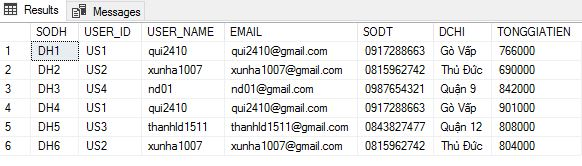 Results Messages
SODH USER_ID USER_NAME EMAIL SODT DCHI TONGGIATIEN
1 DH1 US1 qui2410 qui2410@gmail.com 0917288663 Gò Vấp 766000
2 DH2 US2 xunha1007 xunha1007@gmail.com 0815962742 Thủ Đức 690000
3 DH3 US4 nd01 nd01@gmail.com 0987654321 Quận 9 842000
4 DH4 US1 qui2410 qui2410@gmail.com 0917288663 Gò Vấp 901000
5 DH5 US3 thanhld1511 thanhld1511@gmail.com 0843827477 Quận 12 808000
6 DH6 US2 xunha1007 xunha1007@gmail.com 0815962742 Thủ Đức 804000